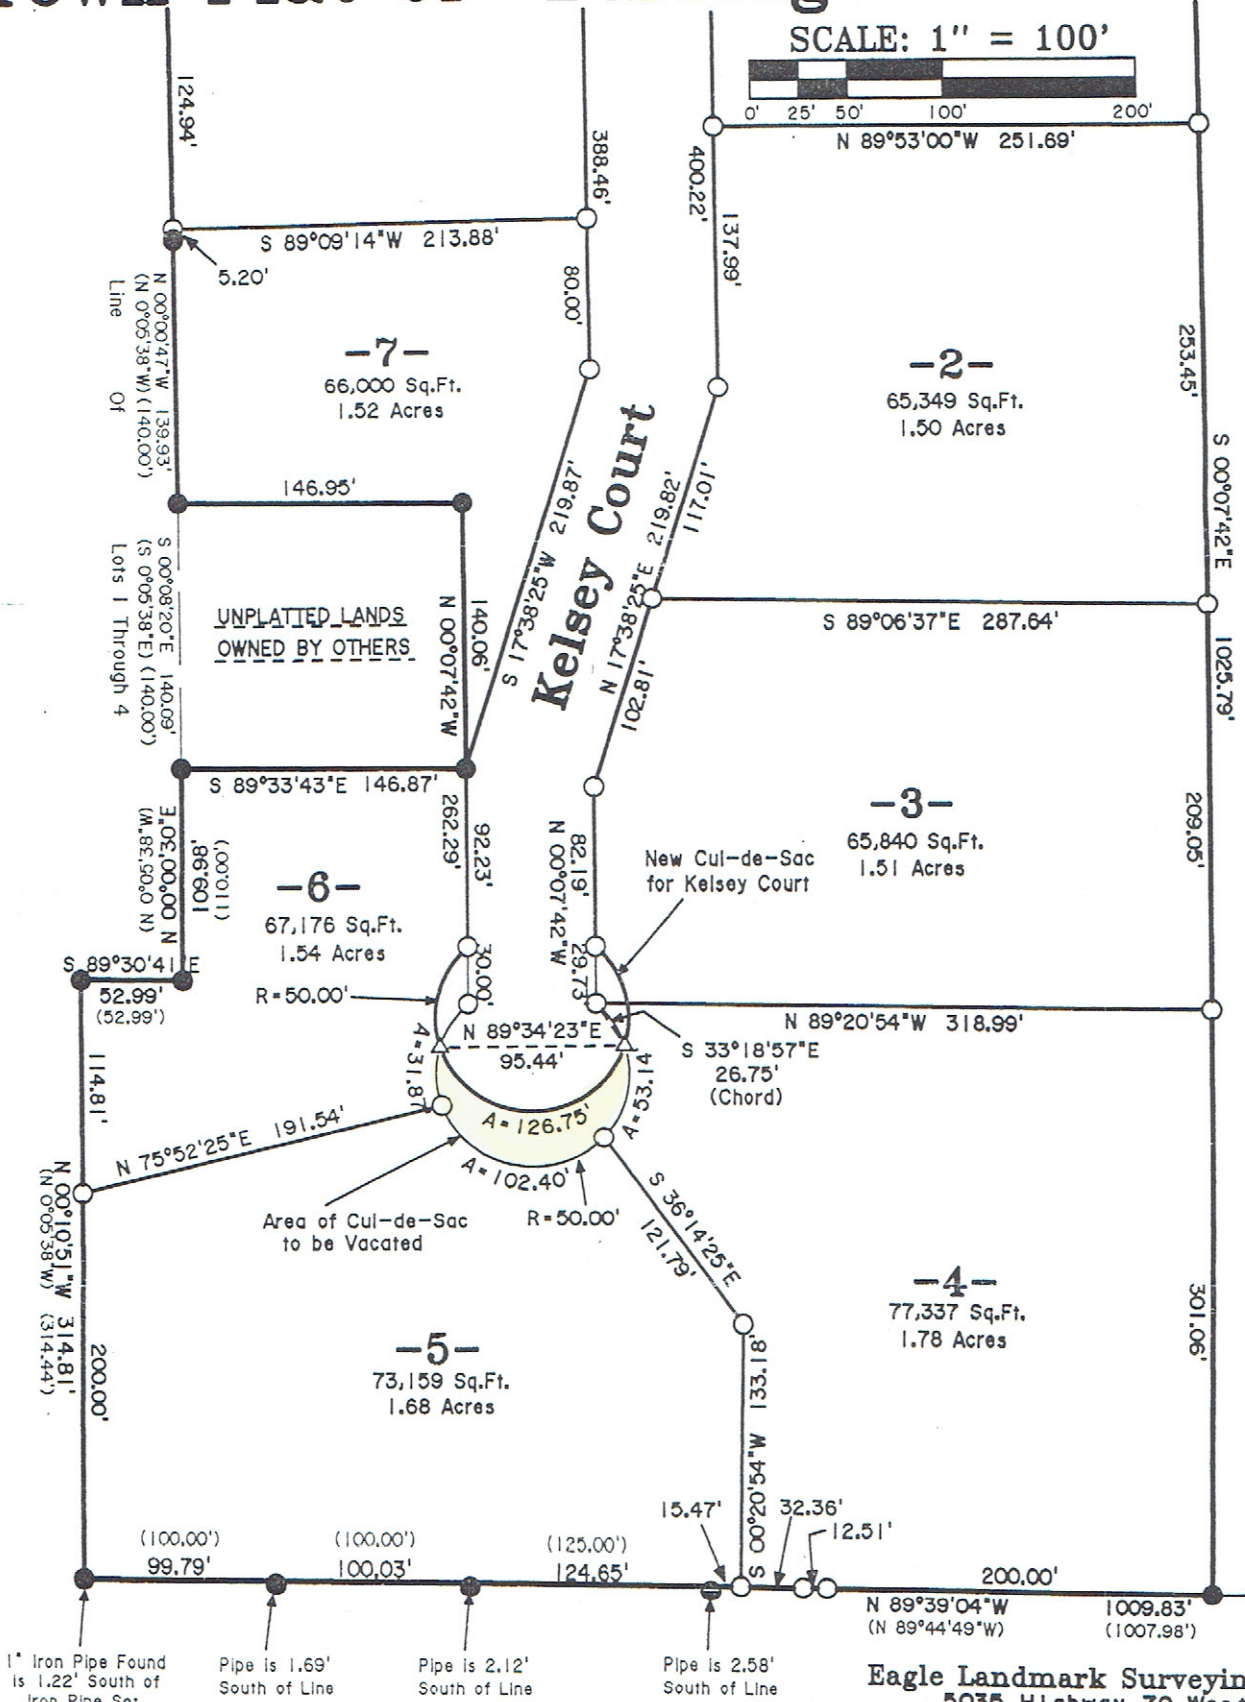 SCALE: 1" = 100'
0' 25' 50' 100' 200'
N 89°53'00"W 251.69'
124.94'
388.46'
400.22'
137.99'
S 89°09'14"W 213.88'
5.20'
80.00'
N 00°00'47"W 139.93'
(N 0°05'38"W) (140.00')
Line Of
-7-
66,000 Sq.Ft.
1.52 Acres
-2-
65,349 Sq.Ft.
1.50 Acres
253.45'
S 00°07'42"E
1025.79'
146.95'
S 17°38'25"W 219.87'
Kelsey Court
N 17°38'25"E 219.82'
117.01'
102.81'
S 89°06'37"E 287.64'
UNPLATTED LANDS
OWNED BY OTHERS
140.06'
N 00°07'42"W
S 00°08'20"E 140.09'
(S 0°05'38"E) (140.00')
Lots 1 Through 4
S 89°33'43"E 146.87'
262.29'
92.23'
82.19'
N 00°07'42"W
-3-
65,840 Sq.Ft.
1.51 Acres
209.05'
New Cul-de-Sac
for Kelsey Court
N 00°00'30"E
(N 0°05'38"W)
109.98'
(110.00')
-6-
67,176 Sq.Ft.
1.54 Acres
S 89°30'41"E
52.99'
(52.99')
R=50.00'
30.00'
29.73
N 89°34'23"E
95.44'
N 89°20'54"W 318.99'
S 33°18'57"E
26.75'
(Chord)
A=31.87
A=53.14
A=126.75'
A=102.40'
R=50.00'
114.81'
N 75°52'25"E 191.54'
Area of Cul-de-Sac
to be Vacated
S 36°14'25"E
121.79'
N 00°10'51"W 314.81'
(N 0°05'38"W) (314.44')
200.00'
-5-
73,159 Sq.Ft.
1.68 Acres
-4-
77,337 Sq.Ft.
1.78 Acres
301.06'
S 00°20'54"W 133.18'
15.47' 32.36'
12.51'
(100.00') (100.00') (125.00')
99.79' 100.03' 124.65' 200.00'
N 89°39'04"W 1009.83'
(N 89°44'49"W) (1007.98')
1" Iron Pipe Found
is 1.22' South of
Iron Pipe Set
Pipe is 1.69'
South of Line
Pipe is 2.12'
South of Line
Pipe is 2.58'
South of Line
Eagle Landmark Surveyin
5035 Highway 70 West